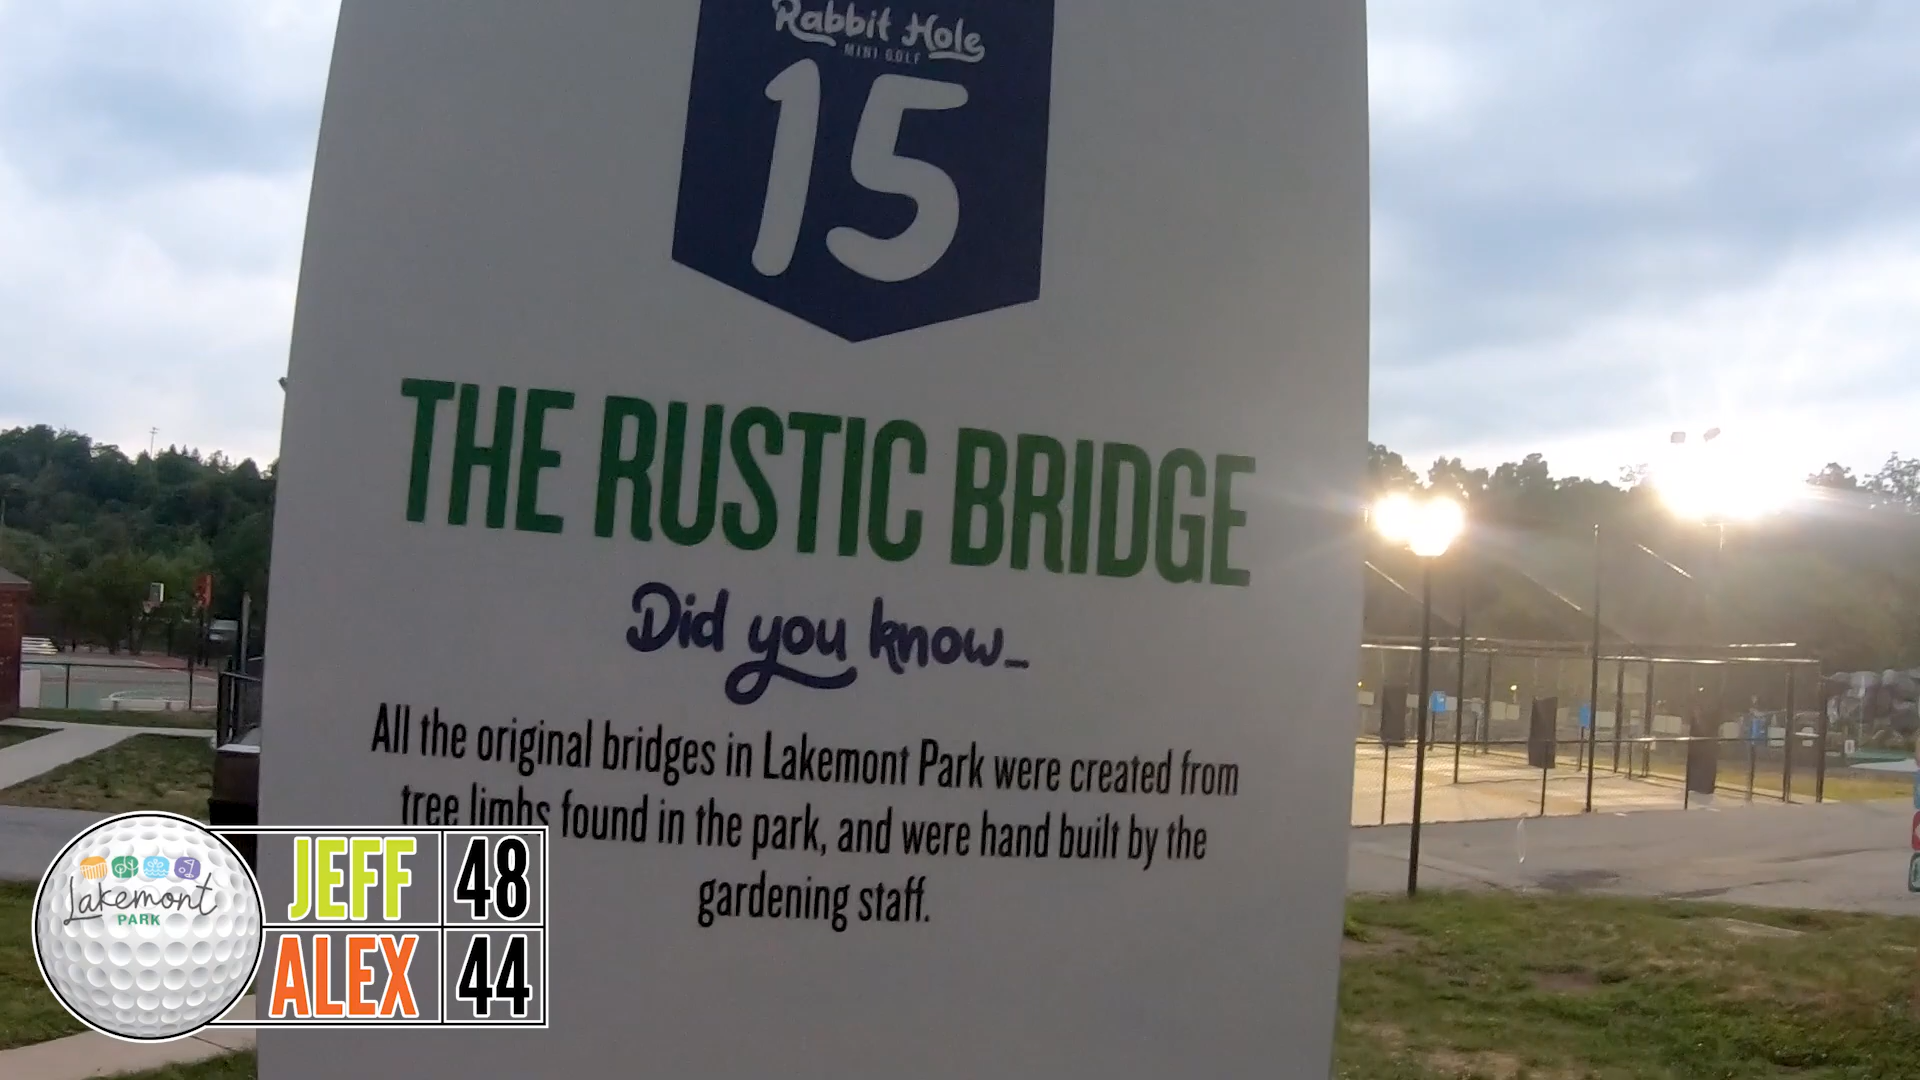 Rabbit Hole
MINI GOLF
15
THE RUSTIC BRIDGE
Did you know...
All the original bridges in Lakemont Park were created from
tree limbs found in the park, and were hand built by the
gardening staff.
Lakemont
PARK
JEFF 48
ALEX 44